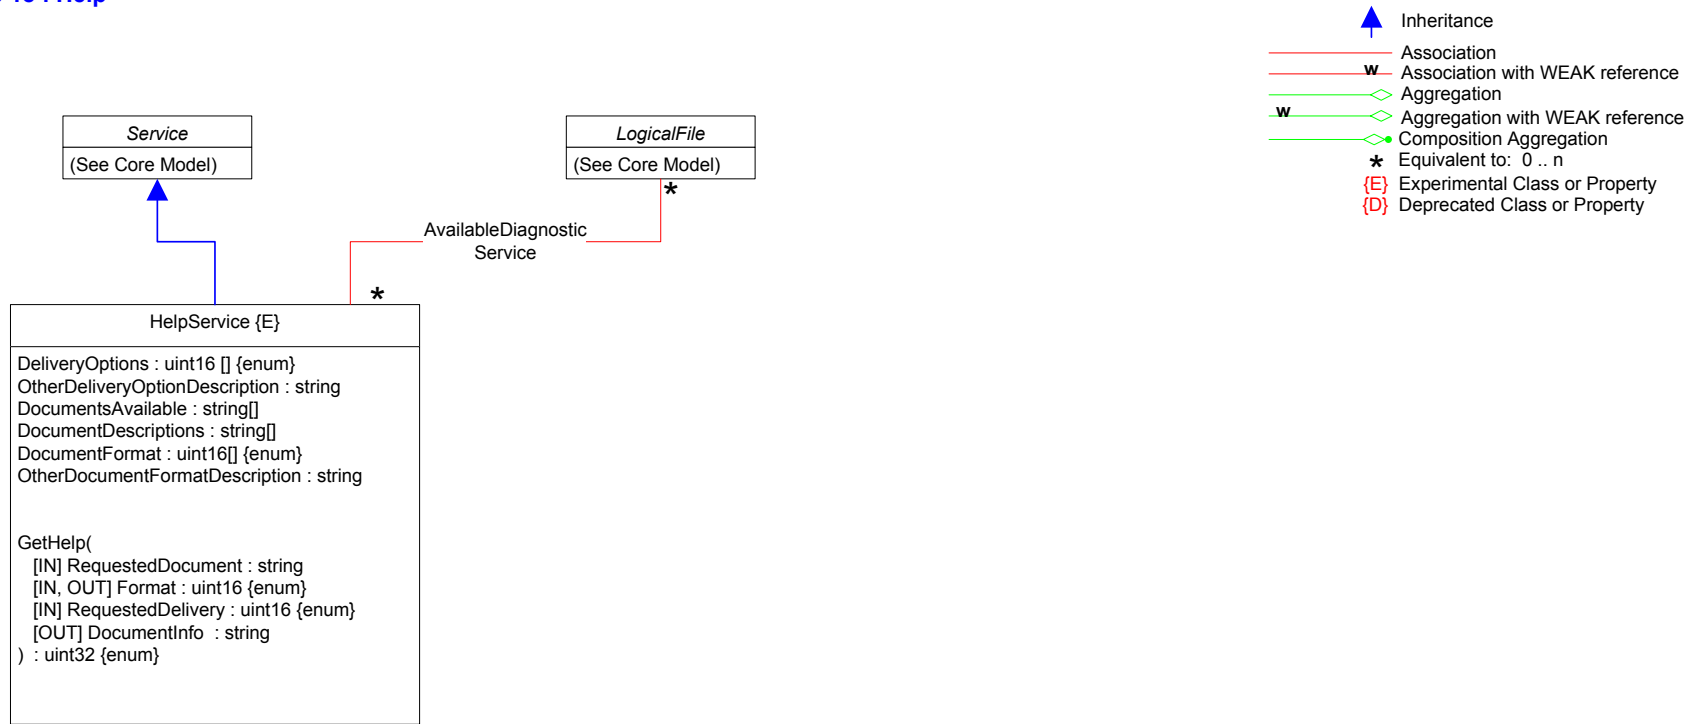 Help
Inheritance
Association
w Association with WEAK reference
Aggregation
w Aggregation with WEAK reference
Composition Aggregation
* Equivalent to: 0 .. n
{E} Experimental Class or Property
{D} Deprecated Class or Property
Service
(See Core Model)
LogicalFile
(See Core Model)
*
AvailableDiagnostic
Service
*
HelpService {E}
DeliveryOptions : uint16 [] {enum}
OtherDeliveryOptionDescription : string
DocumentsAvailable : string[]
DocumentDescriptions : string[]
DocumentFormat : uint16[] {enum}
OtherDocumentFormatDescription : string
GetHelp(
[IN] RequestedDocument : string
[IN, OUT] Format : uint16 {enum}
[IN] RequestedDelivery : uint16 {enum}
[OUT] DocumentInfo : string
) : uint32 {enum}